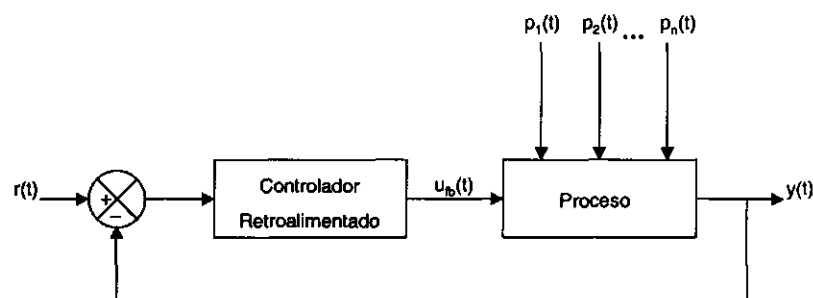 p₁(t) p₂(t) ... pₙ(t)
r(t)
+
−
Controlador
Retroalimentado
u_fb(t)
Proceso
y(t)